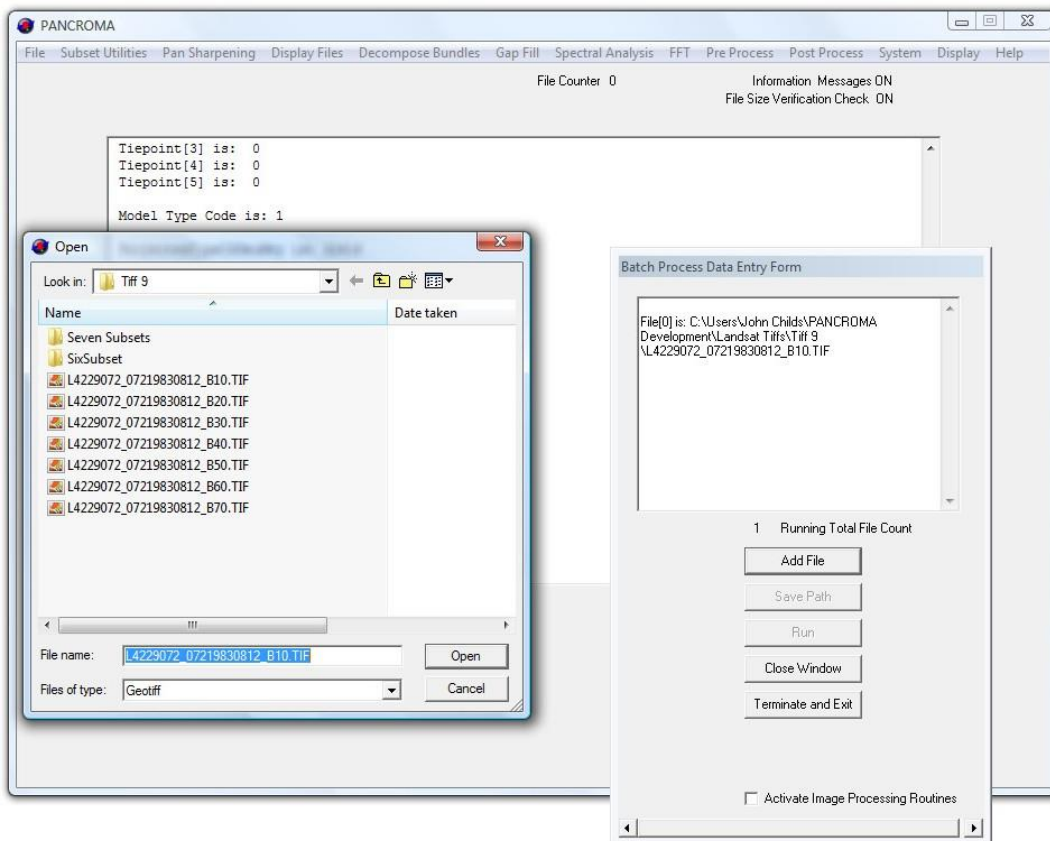 PANCROMA
File Subset Utilities Pan Sharpening Display Files Decompose Bundles Gap Fill Spectral Analysis FFT Pre Process Post Process System Display Help
File Counter 0
Information Messages ON
File Size Verification Check ON
Tiepoint[3] is: 0
Tiepoint[4] is: 0
Tiepoint[5] is: 0
Model Type Code is: 1
Open
Look in: Tiff 9
Name Date taken
Seven Subsets
SixSubset
L4229072_07219830812_B10.TIF
L4229072_07219830812_B20.TIF
L4229072_07219830812_B30.TIF
L4229072_07219830812_B40.TIF
L4229072_07219830812_B50.TIF
L4229072_07219830812_B60.TIF
L4229072_07219830812_B70.TIF
File name: L4229072_07219830812_B10.TIF Open
Files of type: Geotiff Cancel
Batch Process Data Entry Form
File[0] is: C:\Users\John Childs\PANCROMA
Development\Landsat Tiffs\Tiff 9
\L4229072_07219830812_B10.TIF
1 Running Total File Count
Add File
Save Path
Run
Close Window
Terminate and Exit
Activate Image Processing Routines